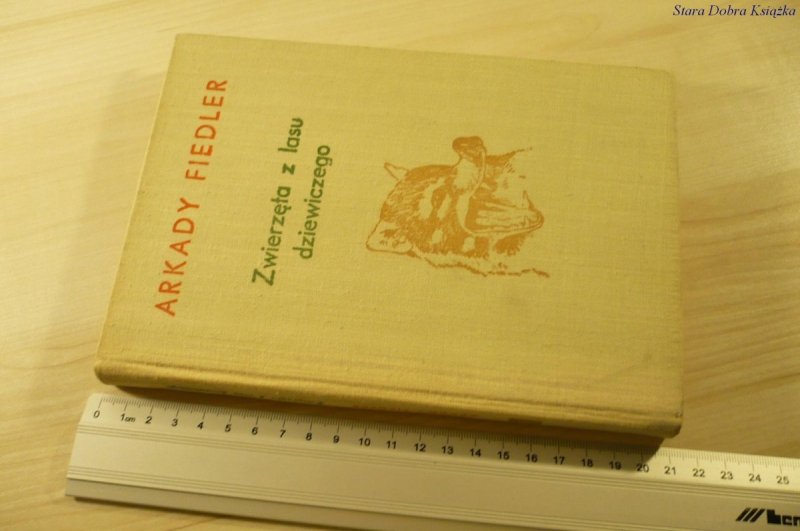 Stara Dobra Książka
ARKADY FIEDLER
Zwierzęta z lasu
dziewiczego
0 1cm 2 3 4 5 6 7 8 9 10 11 12 13 14 15 16 17 18 19 20 21 22 23 24 25